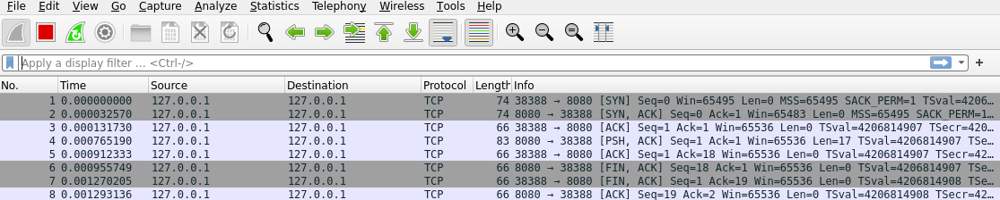 File Edit View Go Capture Analyze Statistics Telephony Wireless Tools Help
Apply a display filter ... <Ctrl-/>
No. Time Source Destination Protocol Length Info
1 0.000000000 127.0.0.1 127.0.0.1 TCP 74 38388 → 8080 [SYN] Seq=0 Win=65495 Len=0 MSS=65495 SACK_PERM=1 TSval=4206…
2 0.000032570 127.0.0.1 127.0.0.1 TCP 74 8080 → 38388 [SYN, ACK] Seq=0 Ack=1 Win=65483 Len=0 MSS=65495 SACK_PERM=1…
3 0.000131730 127.0.0.1 127.0.0.1 TCP 66 38388 → 8080 [ACK] Seq=1 Ack=1 Win=65536 Len=0 TSval=4206814907 TSecr=420…
4 0.000765190 127.0.0.1 127.0.0.1 TCP 83 8080 → 38388 [PSH, ACK] Seq=1 Ack=1 Win=65536 Len=17 TSval=4206814907 TSe…
5 0.000912333 127.0.0.1 127.0.0.1 TCP 66 38388 → 8080 [ACK] Seq=1 Ack=18 Win=65536 Len=0 TSval=4206814907 TSecr=42…
6 0.000955749 127.0.0.1 127.0.0.1 TCP 66 8080 → 38388 [FIN, ACK] Seq=18 Ack=1 Win=65536 Len=0 TSval=4206814907 TSe…
7 0.001270205 127.0.0.1 127.0.0.1 TCP 66 38388 → 8080 [FIN, ACK] Seq=1 Ack=19 Win=65536 Len=0 TSval=4206814908 TSe…
8 0.001293136 127.0.0.1 127.0.0.1 TCP 66 8080 → 38388 [ACK] Seq=19 Ack=2 Win=65536 Len=0 TSval=4206814908 TSecr=42…